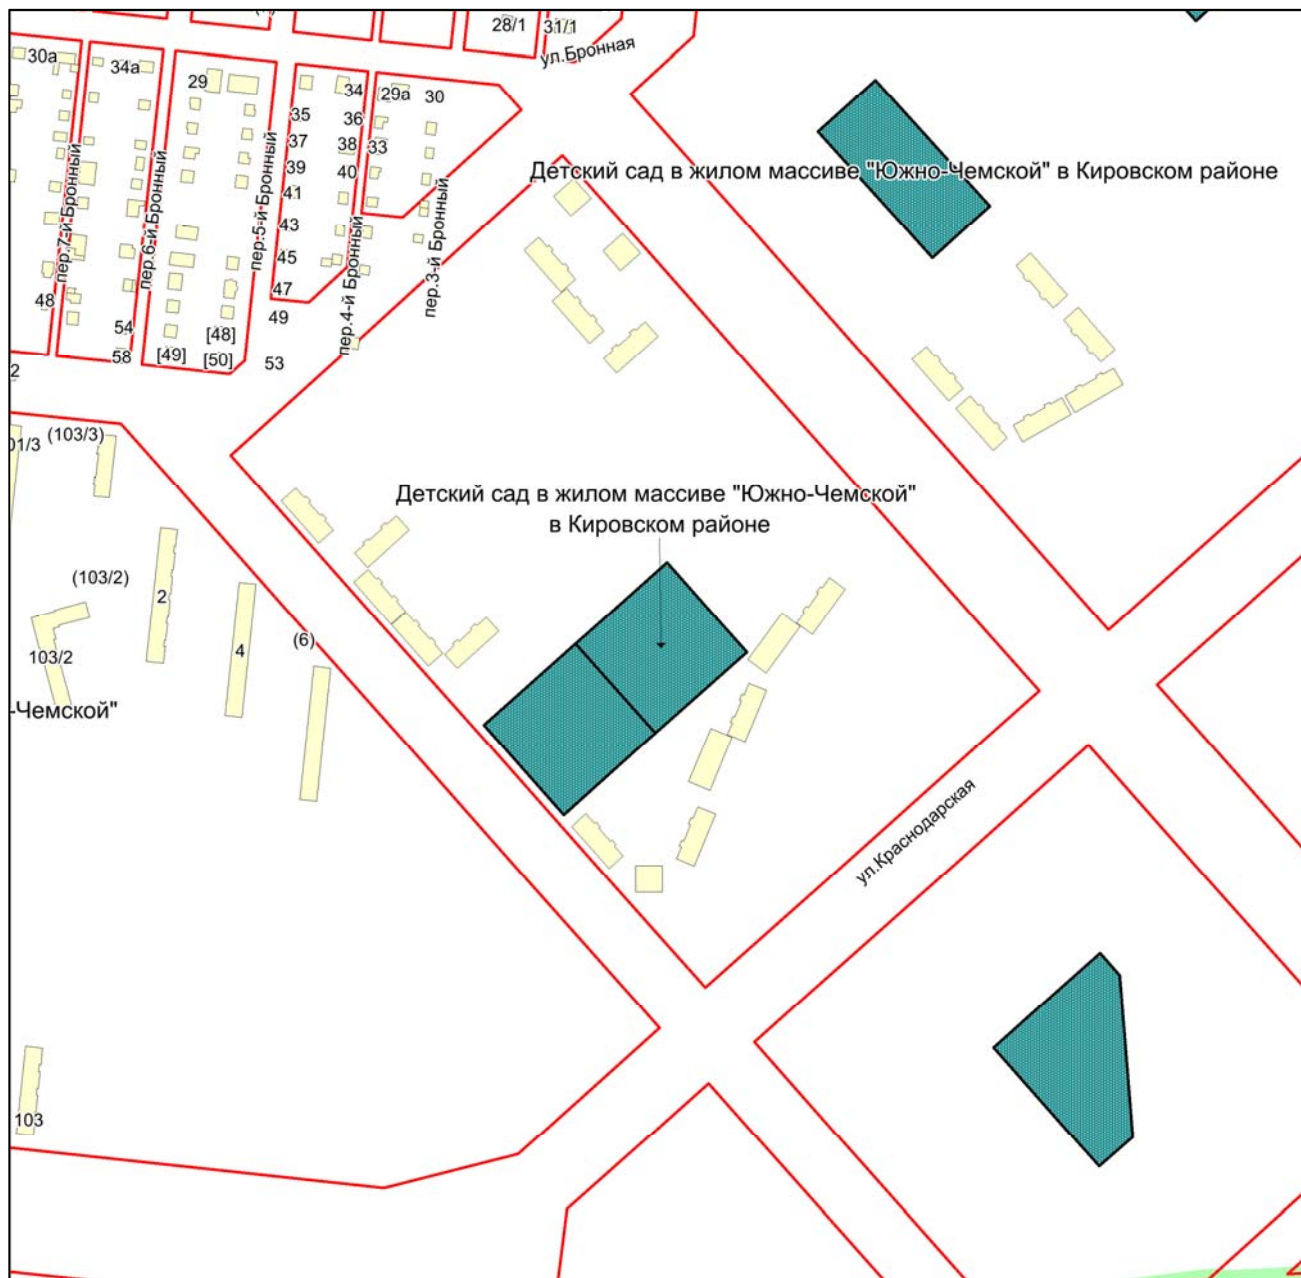 28/1
31/1
ул.Бронная
30а
34а
29
34
29а
30
35
36
37
38
33
39
40
41
43
45
47
48
49
54
[48]
58
[49]
[50]
53
2
пер.7-й Бронный
пер.6-й Бронный
пер.5-й Бронный
пер.4-й Бронный
пер.3-й Бронный
Детский сад в жилом массиве "Южно-Чемской" в Кировском районе
01/3
(103/3)
Детский сад в жилом массиве "Южно-Чемской"
в Кировском районе
(103/2)
2
(6)
4
103/2
-Чемской"
ул.Краснодарская
103